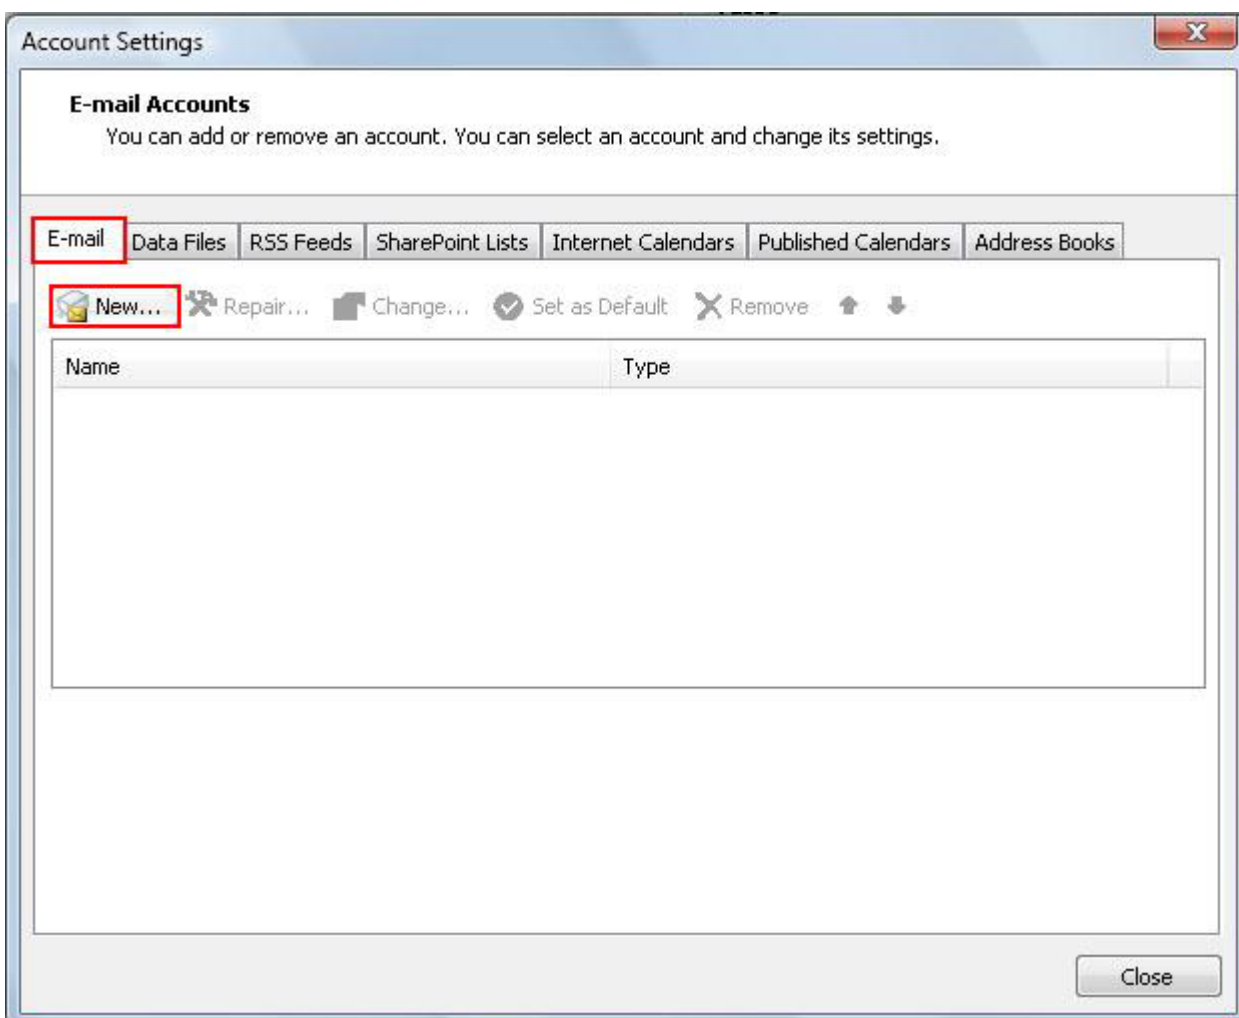 Account Settings
E-mail Accounts
You can add or remove an account. You can select an account and change its settings.
E-mail Data Files RSS Feeds SharePoint Lists Internet Calendars Published Calendars Address Books
New... Repair... Change... Set as Default Remove
Name Type
Close